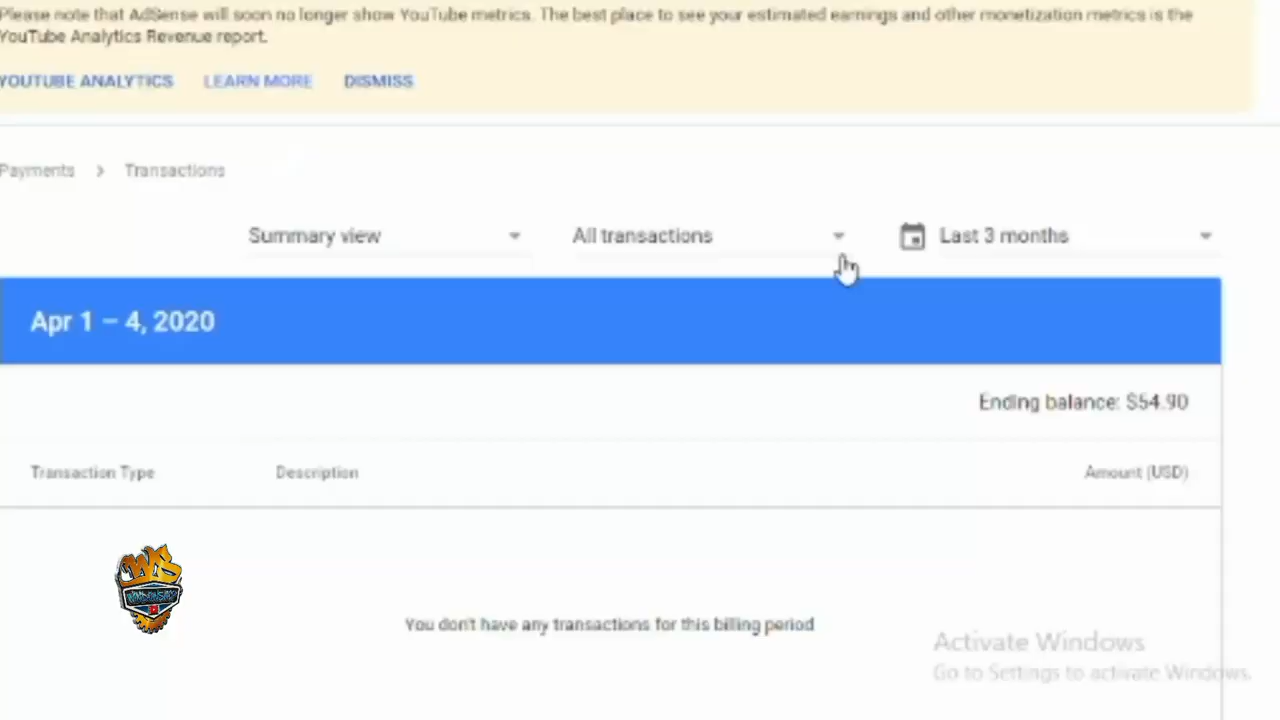 Please note that AdSense will soon no longer show YouTube metrics. The best place to see your estimated earnings and other monetization metrics is the
YouTube Analytics Revenue report.
YOUTUBE ANALYTICS LEARN MORE DISMISS
Payments > Transactions
Summary view All transactions Last 3 months
Apr 1 – 4, 2020
Ending balance: $54.90
Transaction Type Description Amount (USD)
WS
You don't have any transactions for this billing period
Activate Windows
Go to Settings to activate Windows.